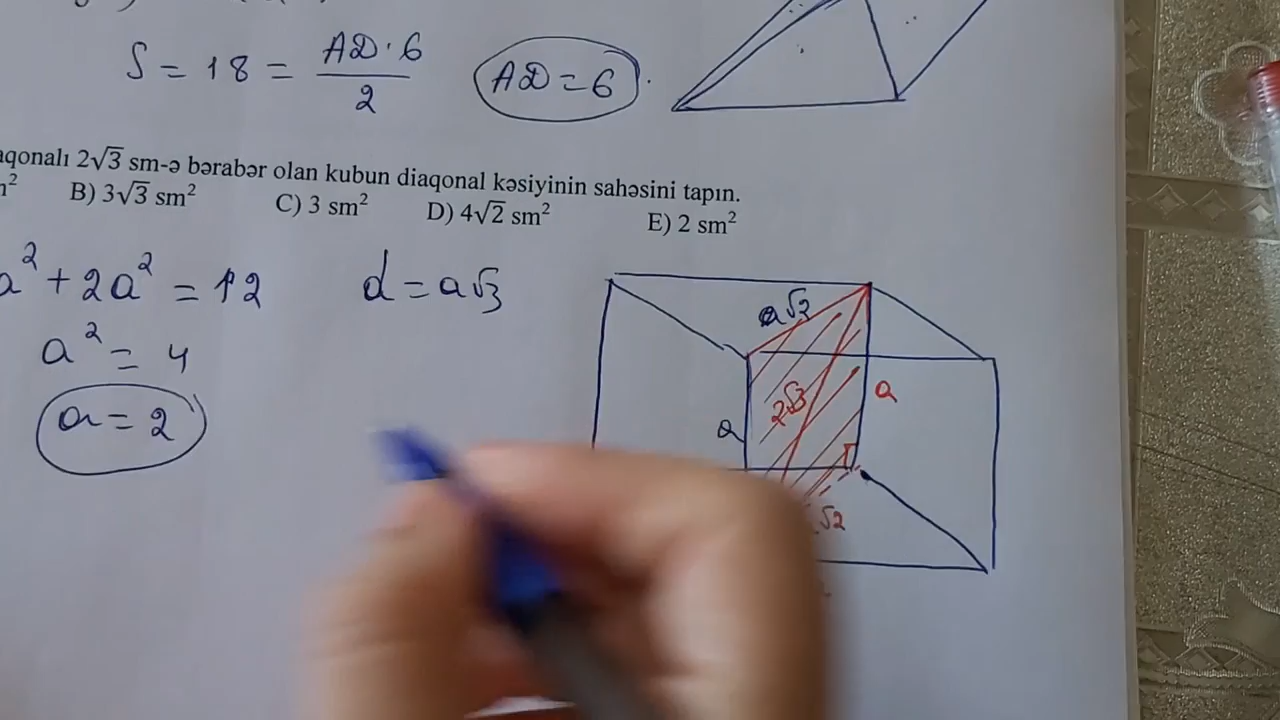 S = 18 = AD · 6 / 2 AD = 6
aqonalı 2√3 sm-ə bərabər olan kubun diaqonal kəsiyinin sahəsini tapın.
B) 3√3 sm² C) 3 sm² D) 4√2 sm² E) 2 sm²
a² + 2a² = 12 d = a√3
a² = 4
a = 2
a√2
2√3
a
a
√2